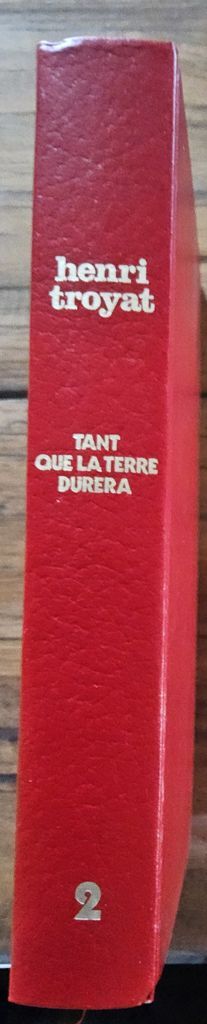 henri
troyat
TANT
QUE LA TERRE
DURERA
2